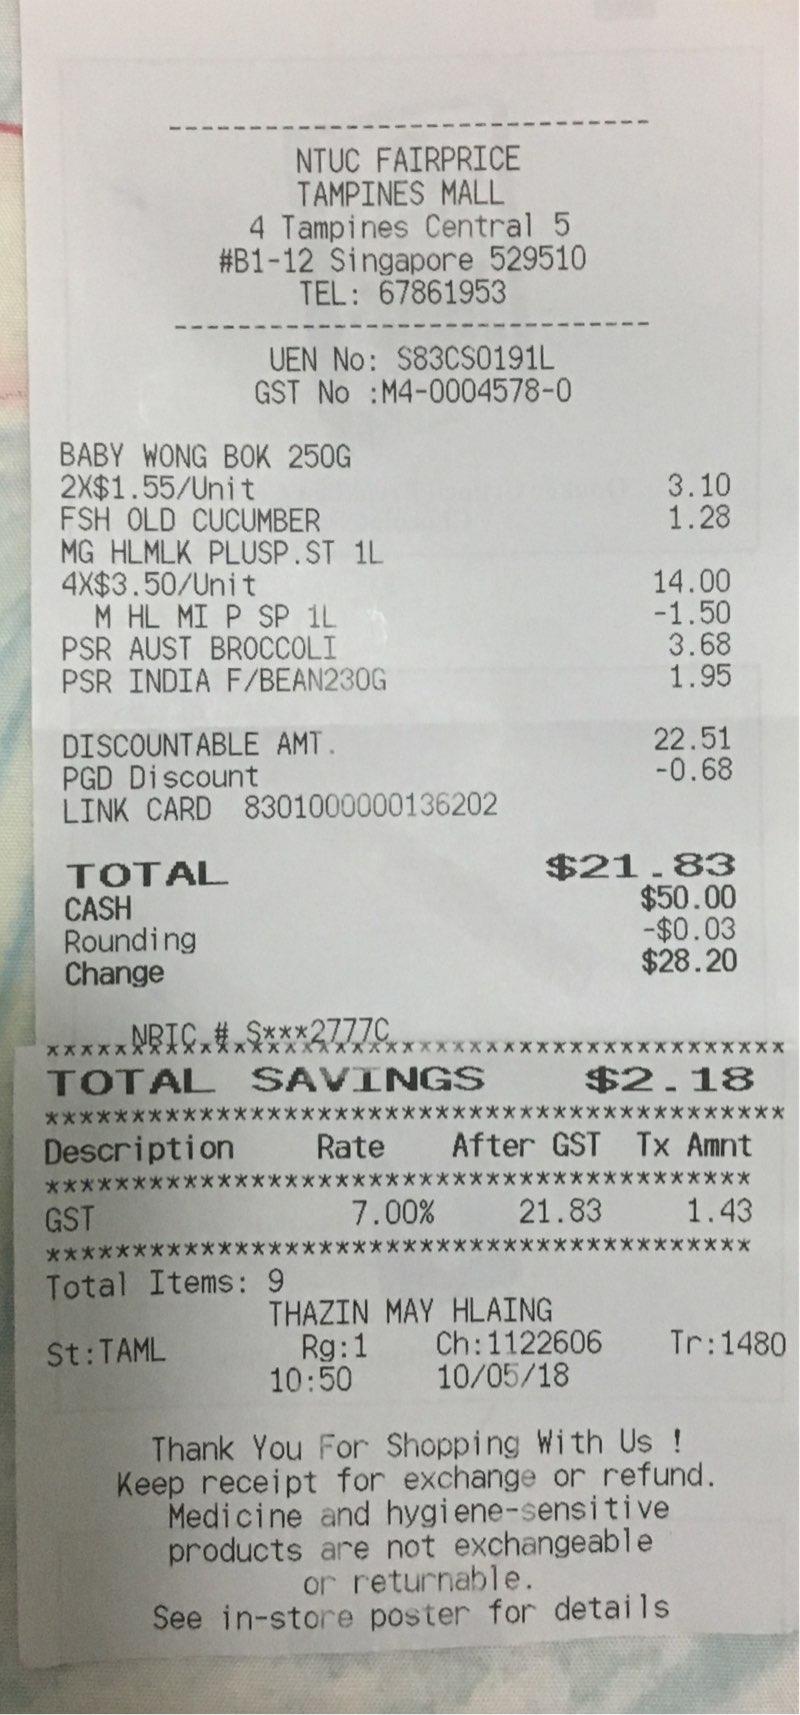 ------------------------------
NTUC FAIRPRICE
TAMPINES MALL
4 Tampines Central 5
#B1-12 Singapore 529510
TEL: 67861953
------------------------------
UEN No: S83CS0191L
GST No :M4-0004578-0
BABY WONG BOK 250G
2X$1.55/Unit 3.10
FSH OLD CUCUMBER 1.28
MG HLMLK PLUSP.ST 1L
4X$3.50/Unit 14.00
M HL MI P SP 1L -1.50
PSR AUST BROCCOLI 3.68
PSR INDIA F/BEAN230G 1.95
DISCOUNTABLE AMT. 22.51
PGD Discount -0.68
LINK CARD 8301000000136202
TOTAL $21.83
CASH $50.00
Rounding -$0.03
Change $28.20
NRIC # S***2777C
*******************************************
TOTAL SAVINGS $2.18
*******************************************
Description Rate After GST Tx Amnt
*****************************************
GST 7.00% 21.83 1.43
*****************************************
Total Items: 9
THAZIN MAY HLAING
St:TAML Rg:1 Ch:1122606 Tr:1480
10:50 10/05/18
Thank You For Shopping With Us !
Keep receipt for exchange or refund.
Medicine and hygiene-sensitive
products are not exchangeable
or returnable.
See in-store poster for details